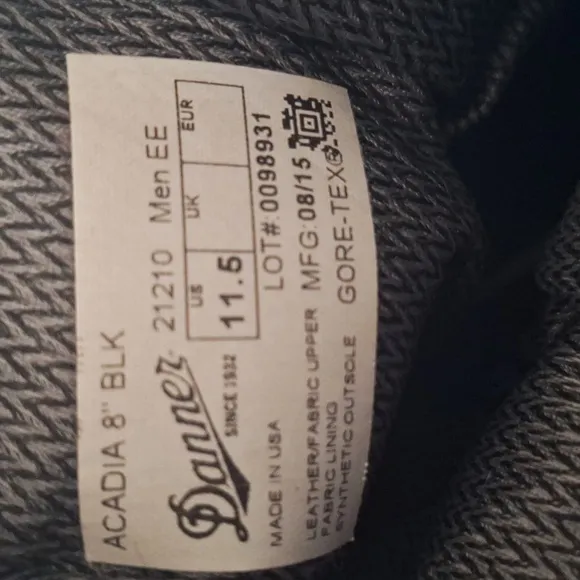 ACADIA 8" BLK
21210 Men EE
Danner
SINCE 1932
US
11.5
UK
EUR
MADE IN USA
LOT#: 0098931
LEATHER/FABRIC UPPER
MFG: 08/15
FABRIC LINING
SYNTHETIC OUTSOLE
GORE-TEX®